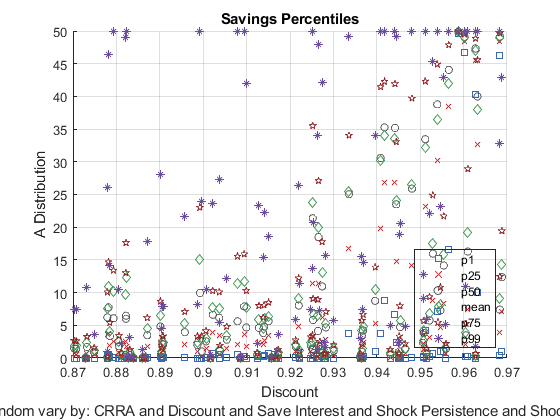 Savings Percentiles
50
45
40
35
30
25
20
15
10
5
0
A Distribution
p1
p25
p50
mean
p75
p99
0.87 0.88 0.89 0.9 0.91 0.92 0.93 0.94 0.95 0.96 0.97
Discount
ndom vary by: CRRA and Discount and Save Interest and Shock Persistence and Sho